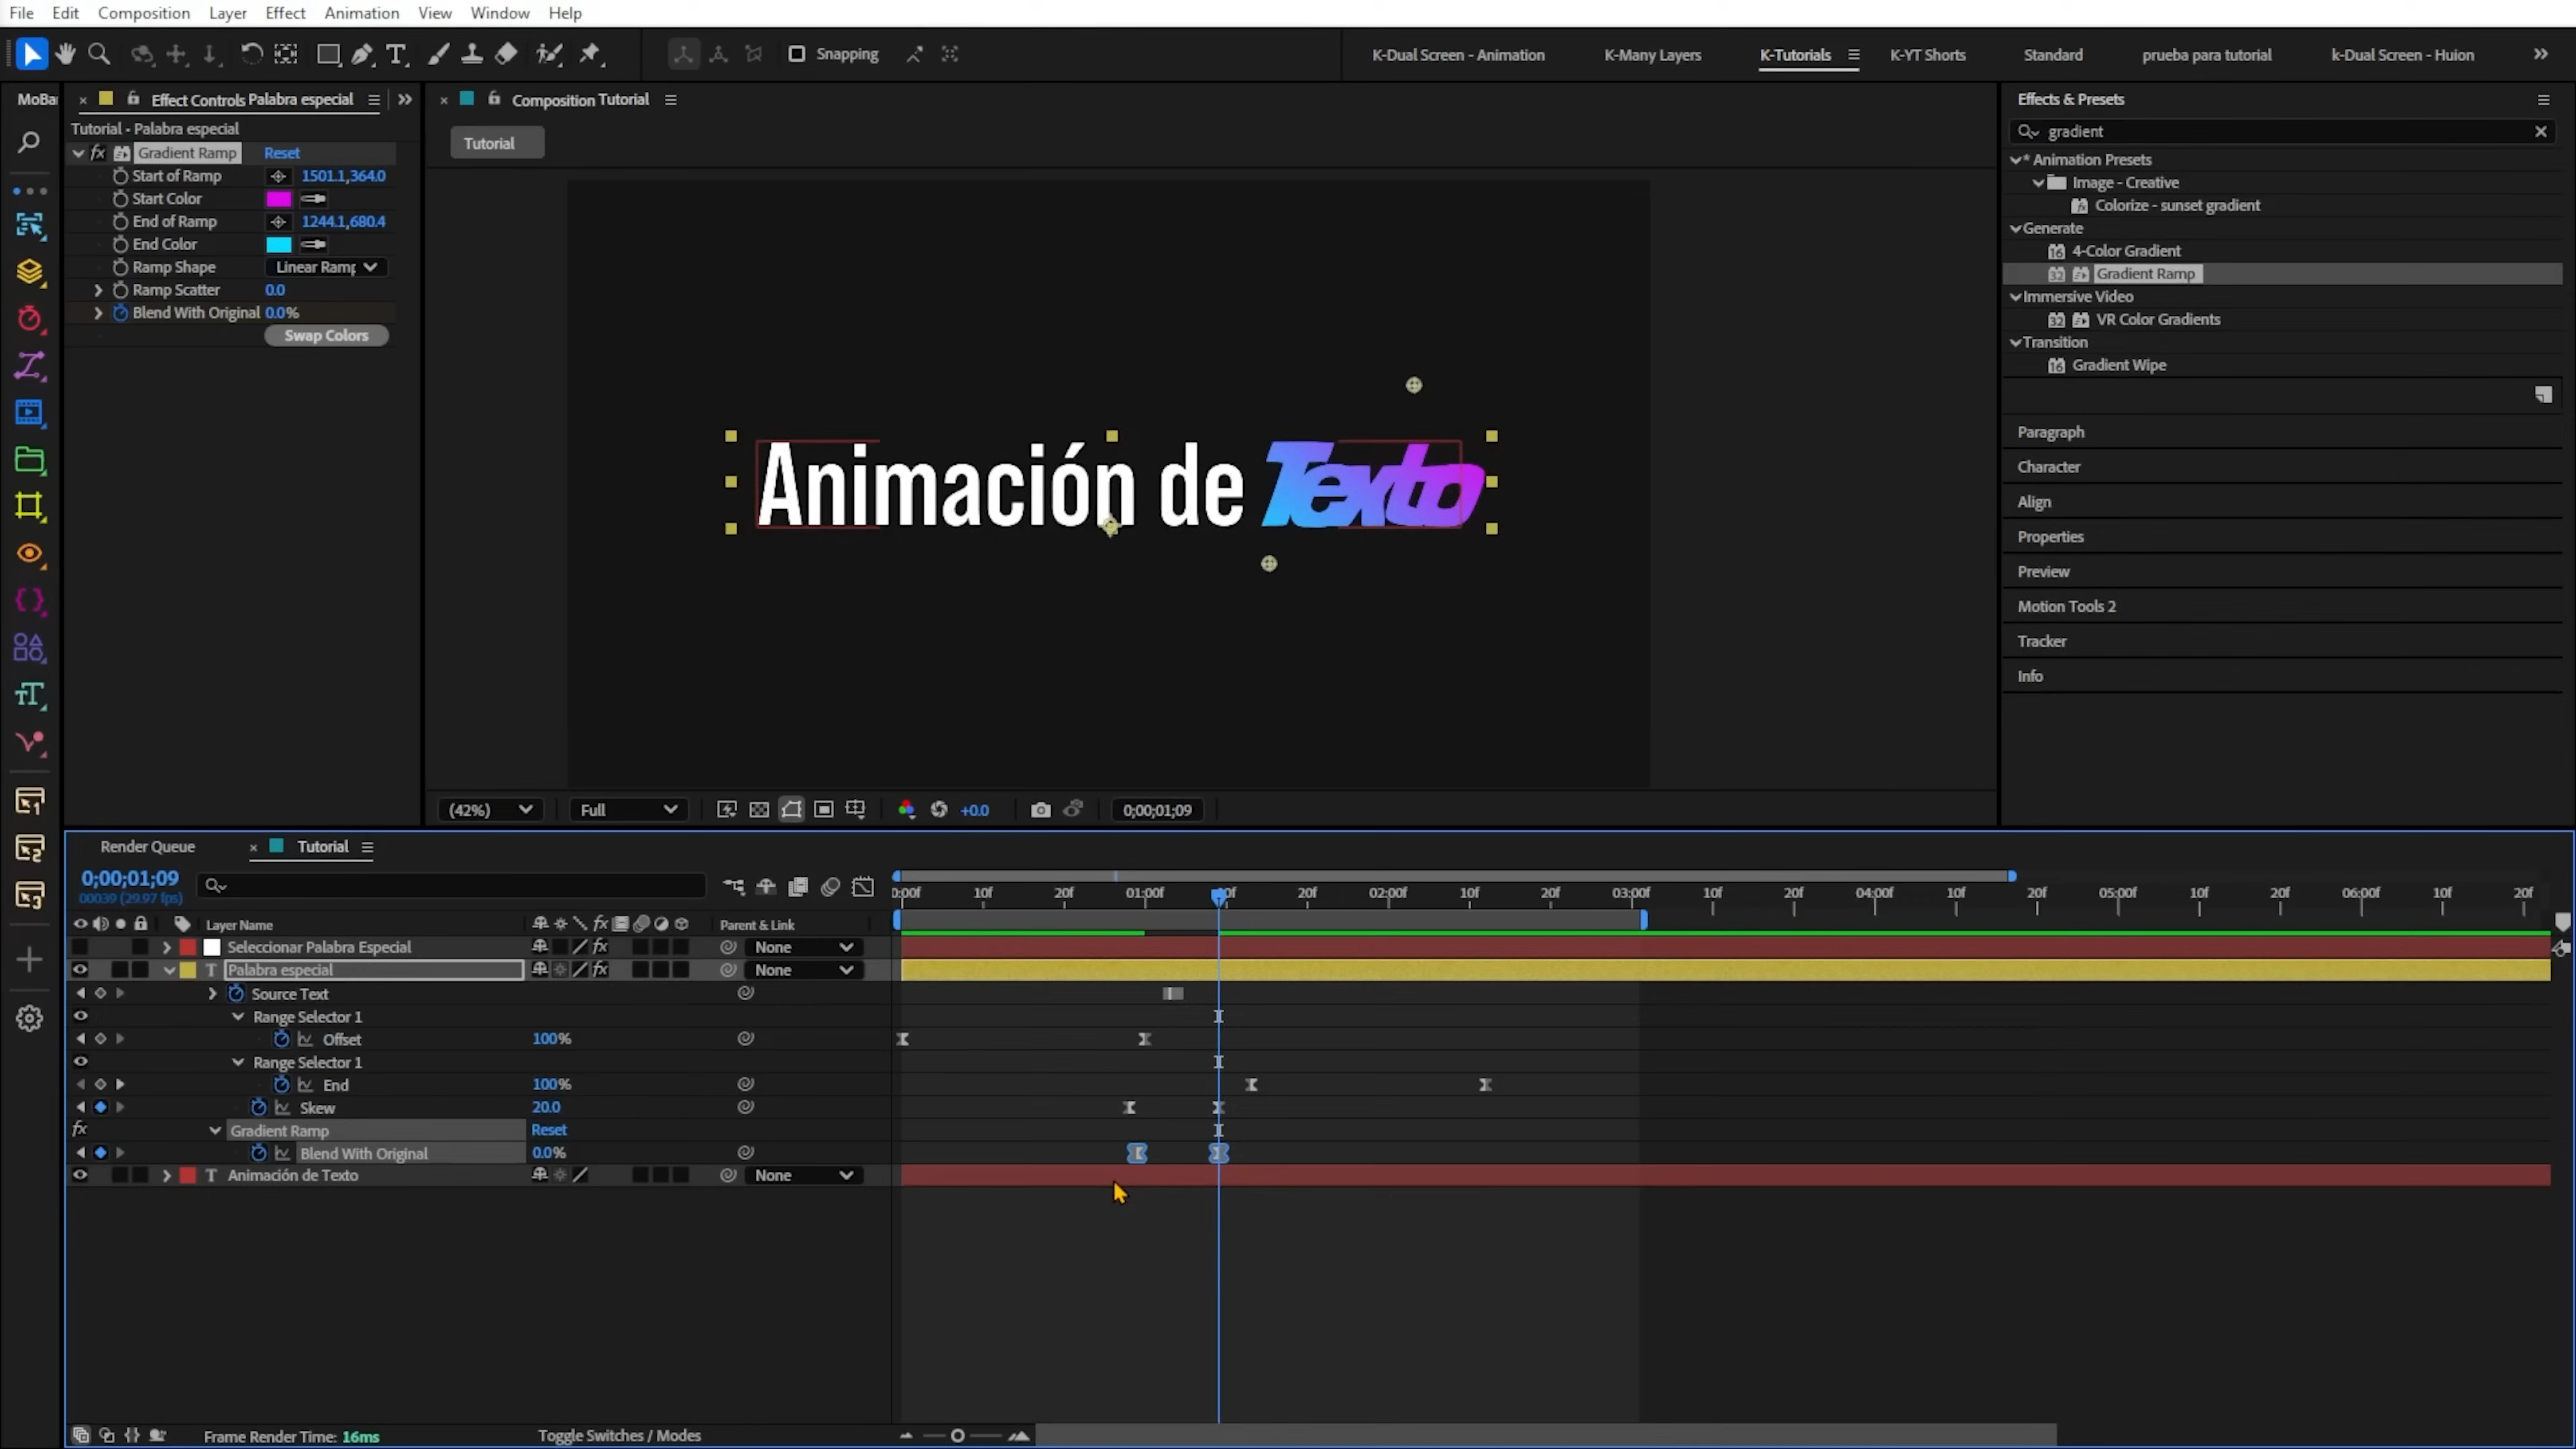 File Edit Composition Layer Effect Animation View Window Help
Snapping
K-Dual Screen - Animation K-Many Layers K-Tutorials K-YT Shorts Standard prueba para tutorial k-Dual Screen - Huion
Effect Controls Palabra especial
Tutorial - Palabra especial
fx Gradient Ramp Reset
Start of Ramp 1501.1,364.0
Start Color
End of Ramp 1244.1,680.4
End Color
Ramp Shape Linear Ramp
Ramp Scatter 0.0
Blend With Original 0.0%
Swap Colors
Composition Tutorial
Tutorial
Animación de Texto
(42%) Full +0.0 0;00;01;09
Effects & Presets
gradient
* Animation Presets
Image - Creative
Colorize - sunset gradient
Generate
4-Color Gradient
Gradient Ramp
Immersive Video
VR Color Gradients
Transition
Gradient Wipe
Paragraph
Character
Align
Properties
Preview
Motion Tools 2
Tracker
Info
Render Queue Tutorial
0;00;01;09
00039 (29.97 fps)
10f 20f 01:00f 20f 02:00f 10f 20f 03:00f 10f 20f 04:00f 10f 20f 05:00f 10f 20f 06:00f 10f 20f
Layer Name fx Parent & Link
Seleccionar Palabra Especial fx None
T Palabra especial fx None
Source Text
Range Selector 1
Offset 100%
Range Selector 1
End 100%
Skew 20.0
fx Gradient Ramp Reset
Blend With Original 0.0%
T Animación de Texto None
Frame Render Time: 16ms Toggle Switches / Modes